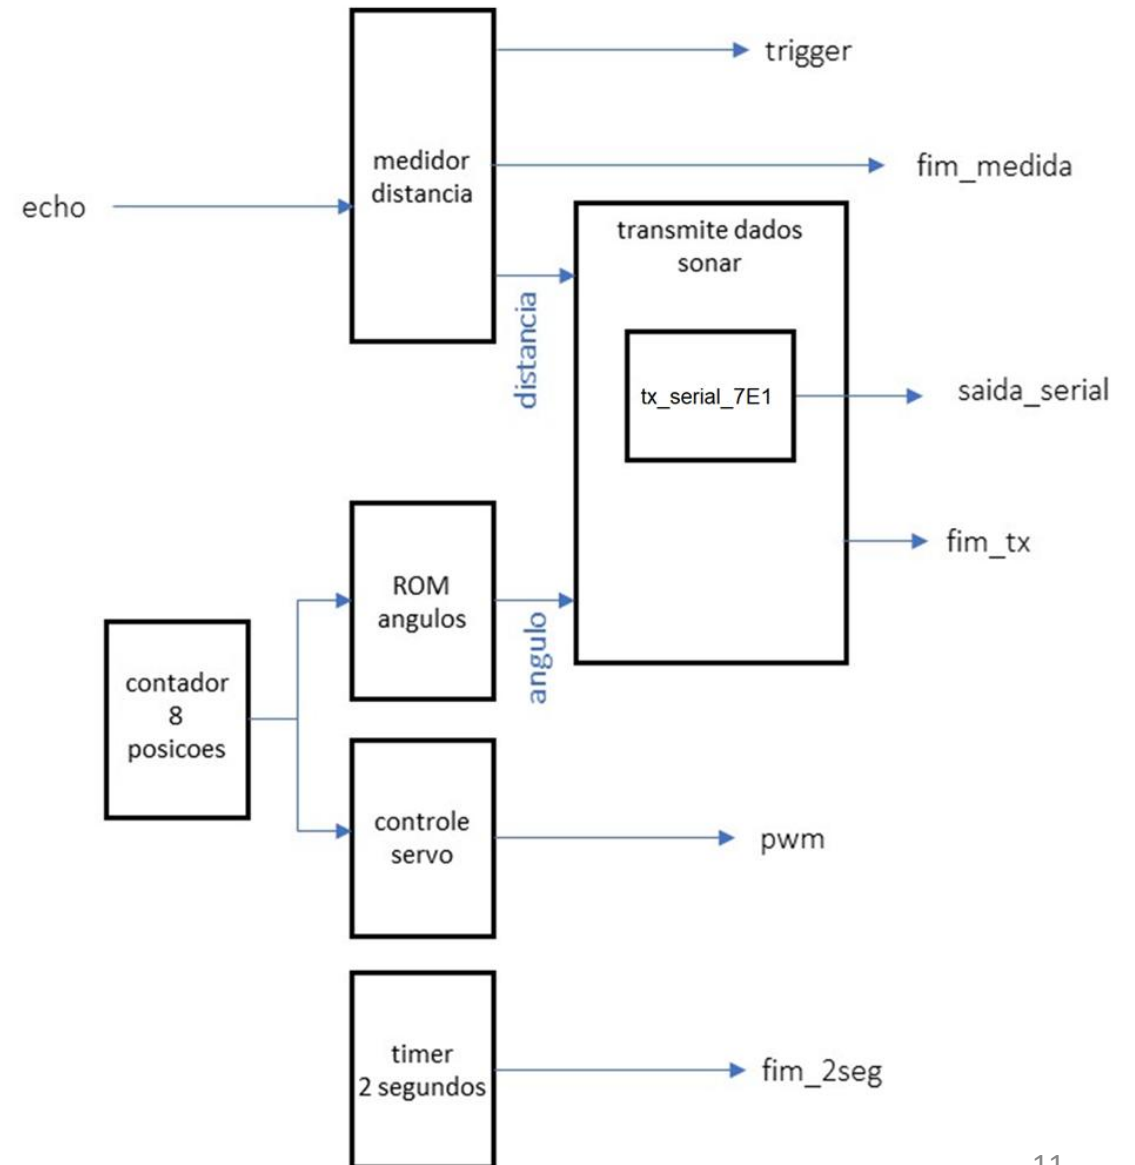 trigger
medidor
distancia
fim_medida
echo
transmite dados
sonar
distancia
tx_serial_7E1
saida_serial
fim_tx
ROM
angulos
angulo
contador
8
posicoes
controle
servo
pwm
timer
2 segundos
fim_2seg
11